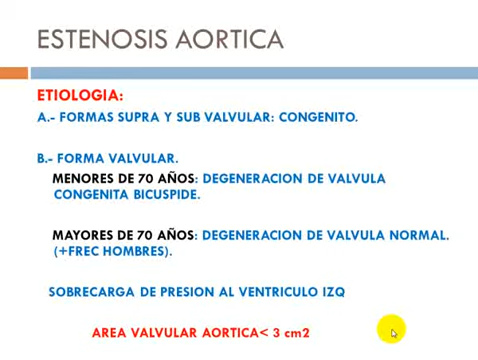 ESTENOSIS AORTICA
ETIOLOGIA:
A.- FORMAS SUPRA Y SUB VALVULAR: CONGENITO.
B.- FORMA VALVULAR.
MENORES DE 70 AÑOS: DEGENERACION DE VALVULA
CONGENITA BICUSPIDE.
MAYORES DE 70 AÑOS: DEGENERACION DE VALVULA NORMAL.
(+FREC HOMBRES).
SOBRECARGA DE PRESION AL VENTRICULO IZQ
AREA VALVULAR AORTICA< 3 cm2